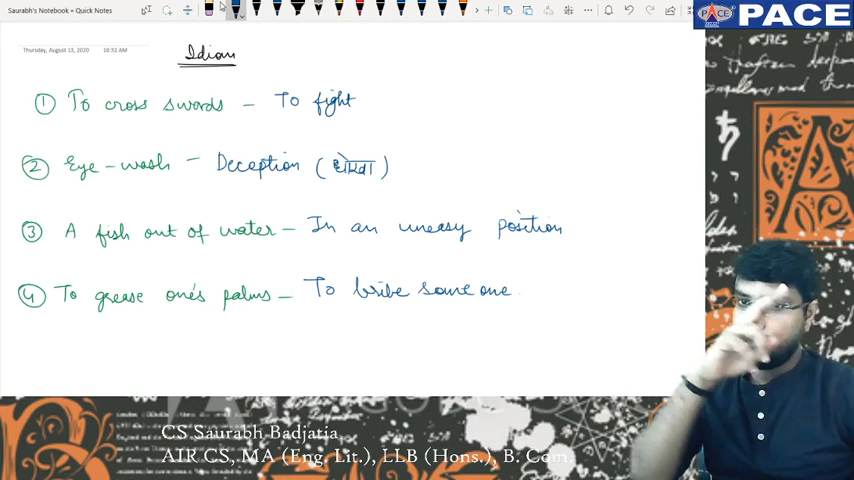 Saurabh's Notebook » Quick Notes
PACE
PACE
Thursday, August 13, 2020 10:31 AM
Idiom
① To cross swords - To fight
② Eye-wash - Deception (धोखा)
③ A fish out of water - In an uneasy position
④ To grease one's palms - To bribe someone.
A
CS Saurabh Badjatia
AIR CS, MA (Eng. Lit.), LLB (Hons.), B. Com.